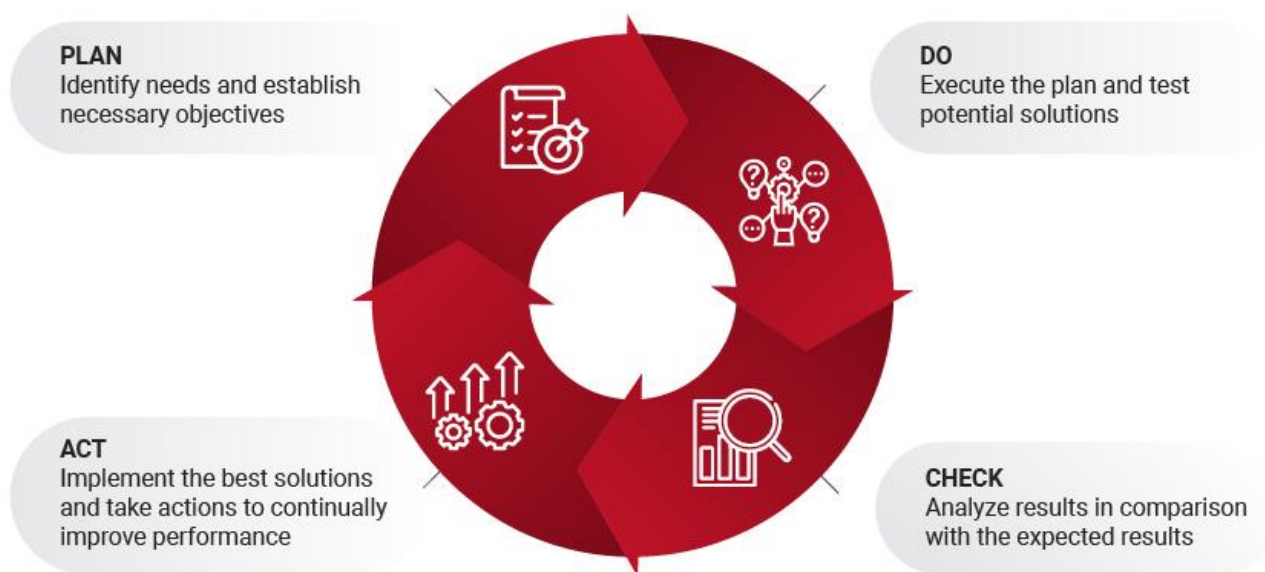 PLAN
Identify needs and establish
necessary objectives
DO
Execute the plan and test
potential solutions
CHECK
Analyze results in comparison
with the expected results
ACT
Implement the best solutions
and take actions to continually
improve performance